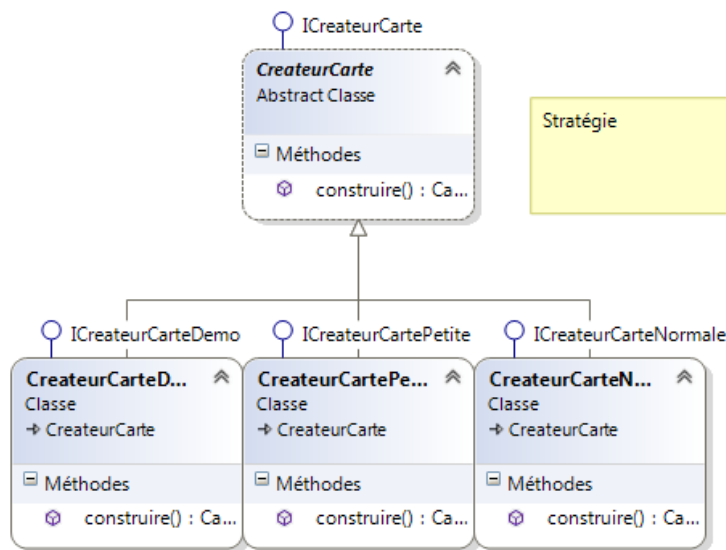 ICreateurCarte
CreateurCarte
Abstract Classe
Stratégie
Méthodes
construire() : Ca...
ICreateurCarteDemo
ICreateurCartePetite
ICreateurCarteNormale
CreateurCarteD...
CreateurCartePe...
CreateurCarteN...
Classe
Classe
Classe
CreateurCarte
CreateurCarte
CreateurCarte
Méthodes
Méthodes
Méthodes
construire() : Ca...
construire() : Ca...
construire() : Ca...